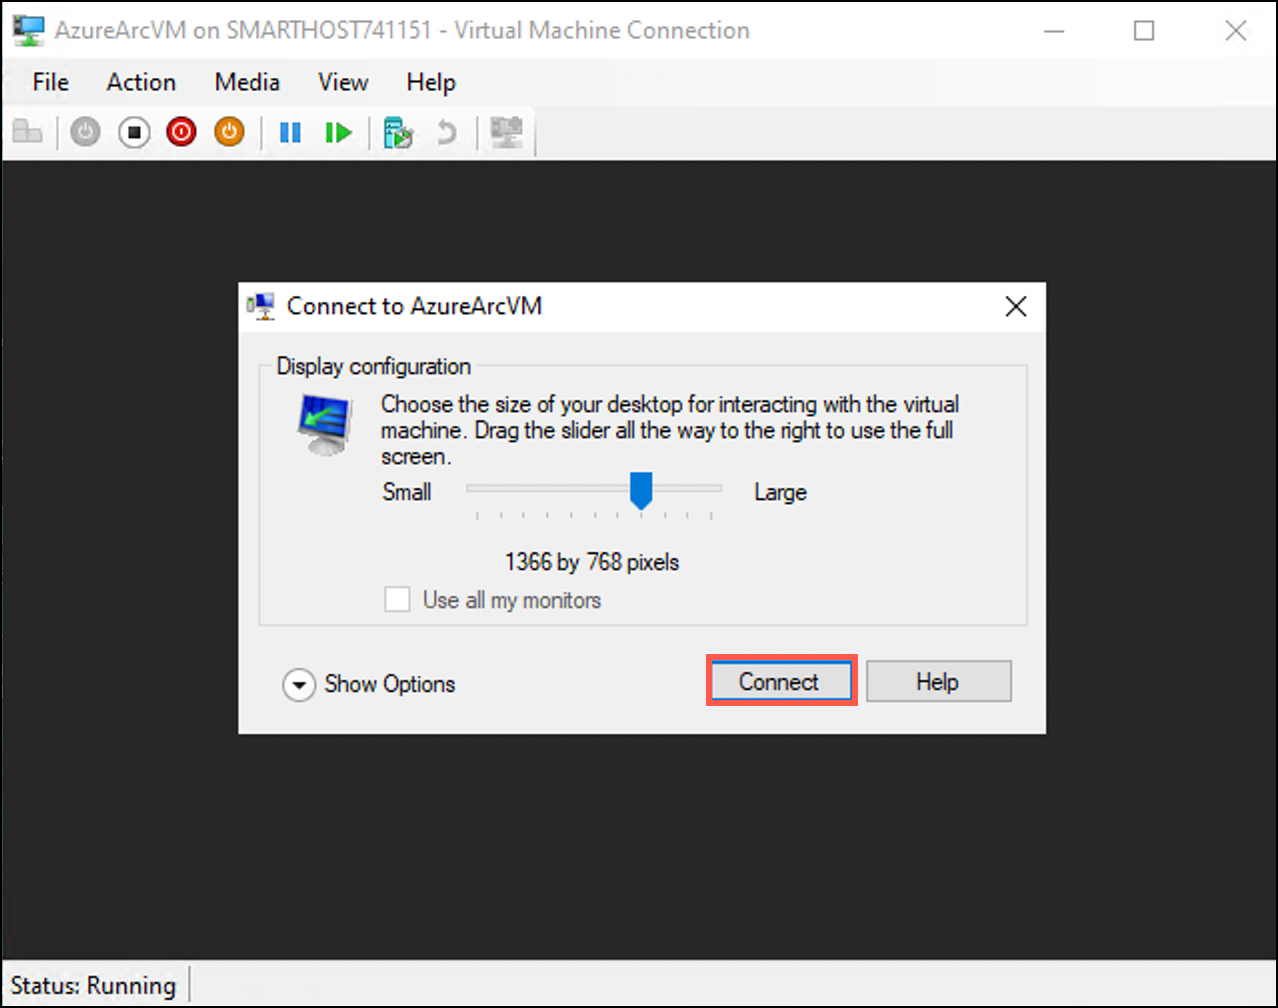 AzureArcVM on SMARTHOST741151 - Virtual Machine Connection
File Action Media View Help
Connect to AzureArcVM
Display configuration
Choose the size of your desktop for interacting with the virtual
machine. Drag the slider all the way to the right to use the full
screen.
Small Large
1366 by 768 pixels
Use all my monitors
Show Options Connect Help
Status: Running